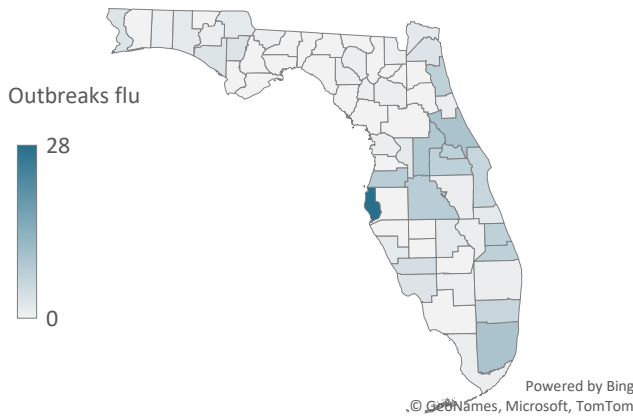 Outbreaks flu
28
0
Powered by Bing
© GeoNames, Microsoft, TomTom